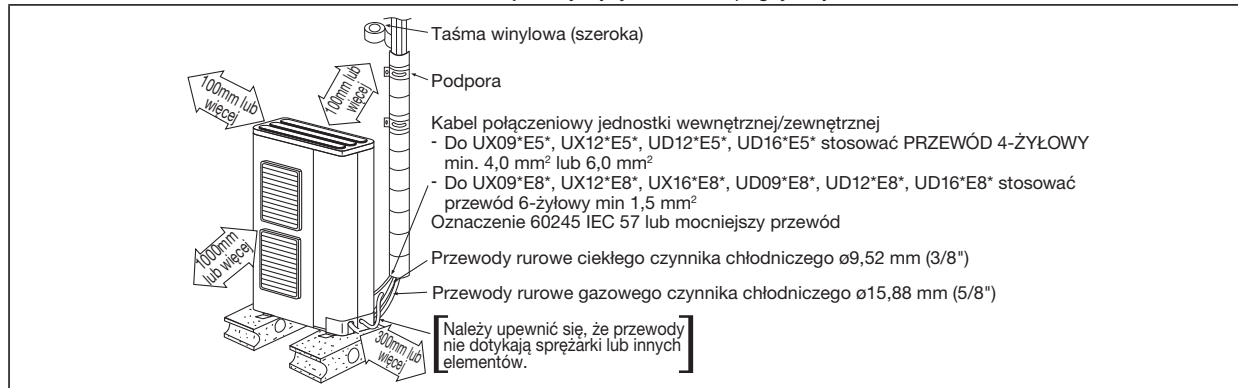 Taśma winylowa (szeroka)
Podpora
100mm lub
więcej
100mm lub
więcej
Kabel połączeniowy jednostki wewnętrznej/zewnętrznej
- Do UX09*E5*, UX12*E5*, UD12*E5*, UD16*E5* stosować PRZEWÓD 4-ŻYŁOWY
min. 4,0 mm² lub 6,0 mm²
- Do UX09*E8*, UX12*E8*, UX16*E8*, UD09*E8*, UD12*E8*, UD16*E8* stosować
przewód 6-żyłowy min 1,5 mm²
Oznaczenie 60245 IEC 57 lub mocniejszy przewód
1000mm
lub więcej
Przewody rurowe ciekłego czynnika chłodniczego ø9,52 mm (3/8")
Przewody rurowe gazowego czynnika chłodniczego ø15,88 mm (5/8")
300mm lub
więcej
Należy upewnić się, że przewody
nie dotykają sprężarki lub innych
elementów.